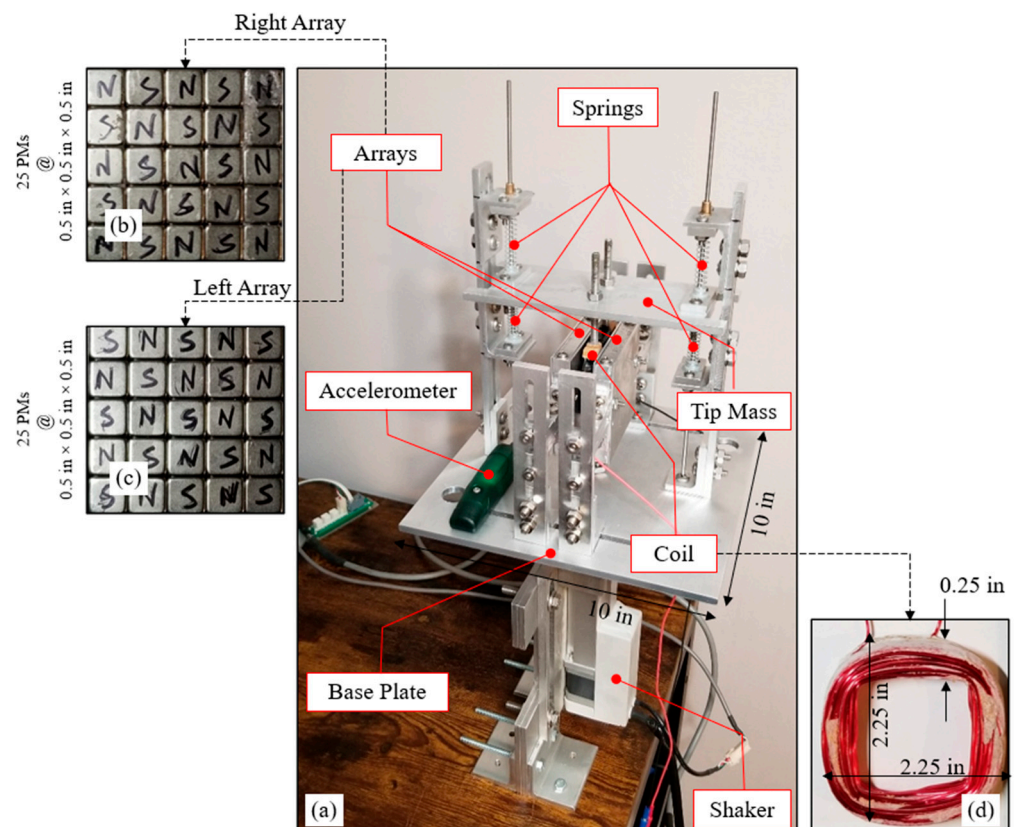 Right Array
25 PMs
@
0.5 in × 0.5 in × 0.5 in
N S N S N
S N S N S
N S N S N
S N S N S
N S N S N
(b)
Left Array
25 PMs
@
0.5 in × 0.5 in × 0.5 in
S N S N S
N S N S N
S N S N S
N S N S N
S N S N S
(c)
Springs
Arrays
Accelerometer
Tip Mass
10 in
Coil
10 in
Base Plate
Shaker
(a)
0.25 in
2.25 in
2.25 in
(d)